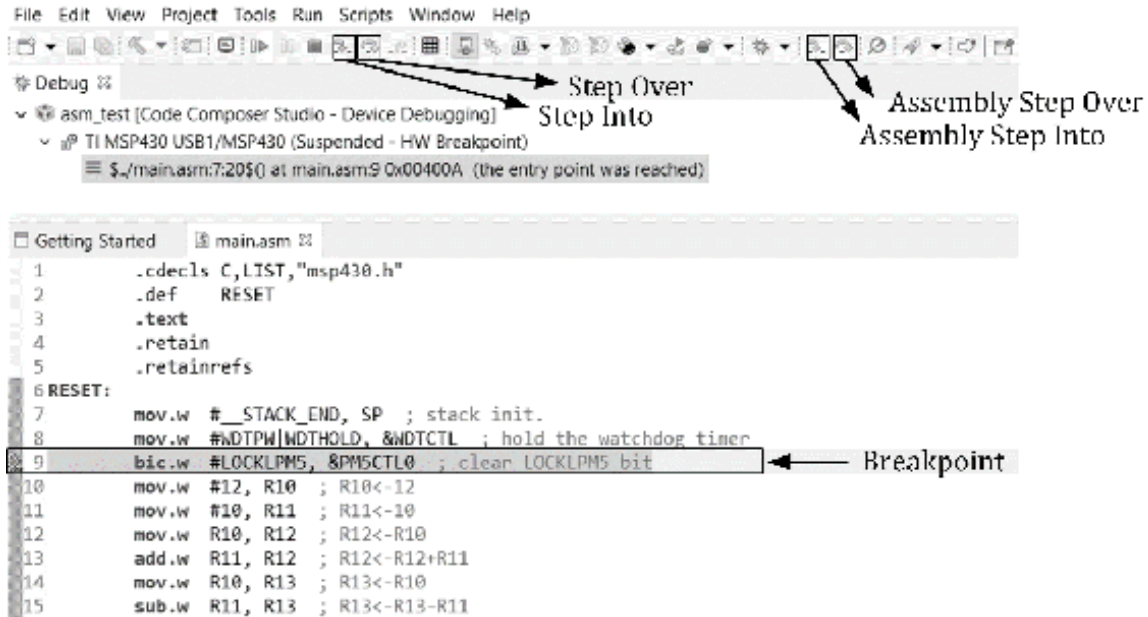 File Edit View Project Tools Run Scripts Window Help
Step Over
Step Into
Assembly Step Over
Assembly Step Into
Debug
asm_test [Code Composer Studio - Device Debugging]
TI MSP430 USB1/MSP430 (Suspended - HW Breakpoint)
$../main.asm:7:20$() at main.asm:9 0x00400A (the entry point was reached)
Getting Started main.asm
1 .cdecls C,LIST,"msp430.h"
2 .def RESET
3 .text
4 .retain
5 .retainrefs
6 RESET:
7 mov.w #__STACK_END, SP ; stack init.
8 mov.w #WDTPW|WDTHOLD, &WDTCTL ; hold the watchdog timer
9 bic.w #LOCKLPM5, &PM5CTL0 ; clear LOCKLPM5 bit
Breakpoint
10 mov.w #12, R10 ; R10<-12
11 mov.w #10, R11 ; R11<-10
12 mov.w R10, R12 ; R12<-R10
13 add.w R11, R12 ; R12<-R12+R11
14 mov.w R10, R13 ; R13<-R10
15 sub.w R11, R13 ; R13<-R13-R11